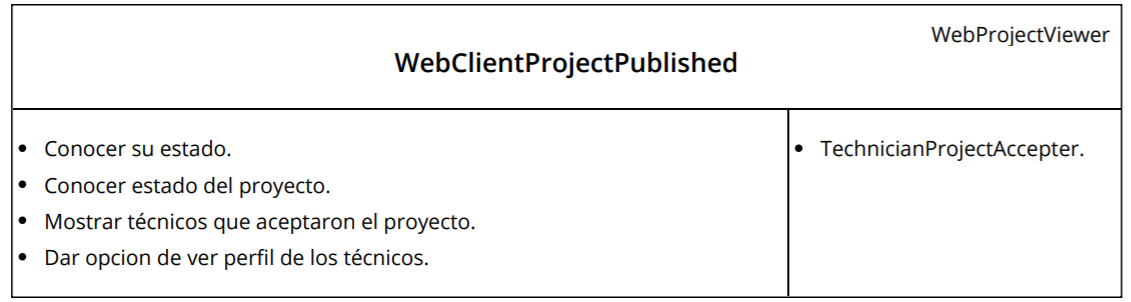 WebProjectViewer
WebClientProjectPublished
• Conocer su estado.
• Conocer estado del proyecto.
• Mostrar técnicos que aceptaron el proyecto.
• Dar opcion de ver perfil de los técnicos.
• TechnicianProjectAccepter.